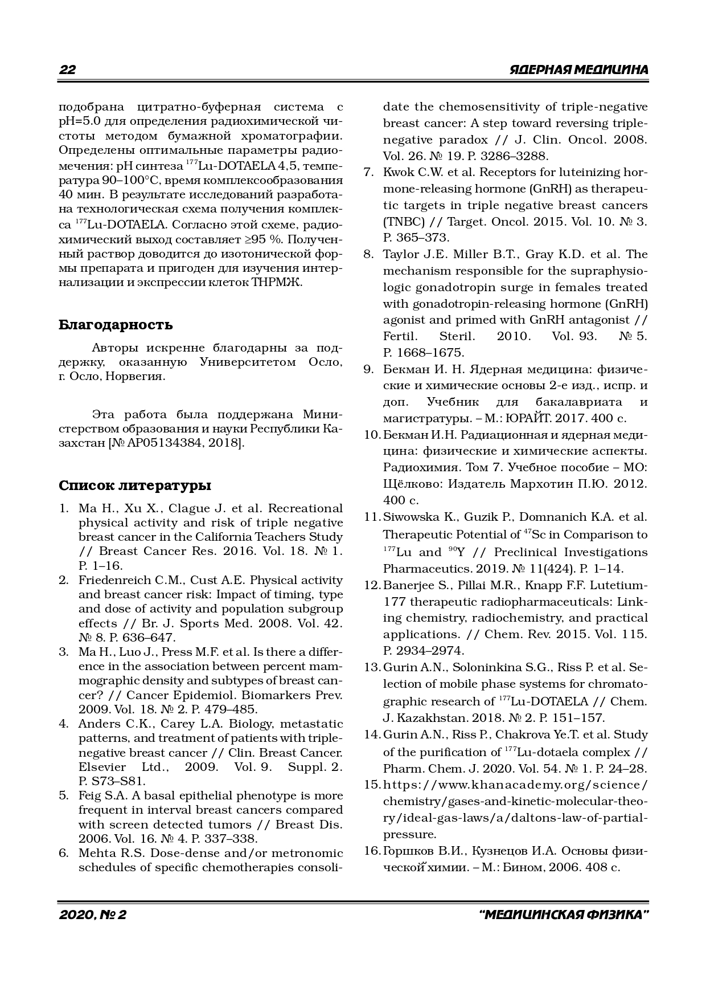 22
ЯДЕРНАЯ МЕДИЦИНА
подобрана цитратно-буферная система с
pH=5.0 для определения радиохимической чи-
стоты методом бумажной хроматографии.
Определены оптимальные параметры радио-
мечения: pH синтеза ¹⁷⁷Lu-DOTAELA 4,5, темпе-
ратура 90–100°С, время комплексообразования
40 мин. В результате исследований разработа-
на технологическая схема получения комплек-
са ¹⁷⁷Lu-DOTAELA. Согласно этой схеме, радио-
химический выход составляет ≥95 %. Получен-
ный раствор доводится до изотонической фор-
мы препарата и пригоден для изучения интер-
нализации и экспрессии клеток ТНРМЖ.
Благодарность
Авторы искренне благодарны за под-
держку, оказанную Университетом Осло,
г. Осло, Норвегия.
Эта работа была поддержана Мини-
стерством образования и науки Республики Ка-
захстан [№ AP05134384, 2018].
Список литературы
1. Ma H., Xu X., Clague J. et al. Recreational
physical activity and risk of triple negative
breast cancer in the California Teachers Study
// Breast Cancer Res. 2016. Vol. 18. № 1.
P. 1–16.
2. Friedenreich C.M., Cust A.E. Physical activity
and breast cancer risk: Impact of timing, type
and dose of activity and population subgroup
effects // Br. J. Sports Med. 2008. Vol. 42.
№ 8. P. 636–647.
3. Ma H., Luo J., Press M.F. et al. Is there a differ-
ence in the association between percent mam-
mographic density and subtypes of breast can-
cer? // Cancer Epidemiol. Biomarkers Prev.
2009. Vol. 18. № 2. P. 479–485.
4. Anders C.K., Carey L.A. Biology, metastatic
patterns, and treatment of patients with triple-
negative breast cancer // Clin. Breast Cancer.
Elsevier Ltd., 2009. Vol. 9. Suppl. 2.
P. S73–S81.
5. Feig S.A. A basal epithelial phenotype is more
frequent in interval breast cancers compared
with screen detected tumors // Breast Dis.
2006. Vol. 16. № 4. P. 337–338.
6. Mehta R.S. Dose-dense and/or metronomic
schedules of specific chemotherapies consoli-
date the chemosensitivity of triple-negative
breast cancer: A step toward reversing triple-
negative paradox // J. Clin. Oncol. 2008.
Vol. 26. № 19. P. 3286–3288.
7. Kwok C.W. et al. Receptors for luteinizing hor-
mone-releasing hormone (GnRH) as therapeu-
tic targets in triple negative breast cancers
(TNBC) // Target. Oncol. 2015. Vol. 10. № 3.
P. 365–373.
8. Taylor J.E. Miller B.T., Gray K.D. et al. The
mechanism responsible for the supraphysio-
logic gonadotropin surge in females treated
with gonadotropin-releasing hormone (GnRH)
agonist and primed with GnRH antagonist //
Fertil. Steril. 2010. Vol. 93. № 5.
P. 1668–1675.
9. Бекман И. Н. Ядерная медицина: физиче-
ские и химические основы 2-е изд., испр. и
доп. Учебник для бакалавриата и
магистратуры. – М.: ЮРАЙТ. 2017. 400 с.
10. Бекман И.Н. Радиационная и ядерная меди-
цина: физические и химические аспекты.
Радиохимия. Том 7. Учебное пособие – МО:
Щёлково: Издатель Мархотин П.Ю. 2012.
400 с.
11. Siwowska K., Guzik P., Domnanich K.A. et al.
Therapeutic Potential of ⁴⁷Sc in Comparison to
¹⁷⁷Lu and ⁹⁰Y // Preclinical Investigations
Pharmaceutics. 2019. № 11(424). P. 1–14.
12. Banerjee S., Pillai M.R., Knapp F.F. Lutetium-
177 therapeutic radiopharmaceuticals: Link-
ing chemistry, radiochemistry, and practical
applications. // Chem. Rev. 2015. Vol. 115.
P. 2934–2974.
13. Gurin A.N., Soloninkina S.G., Riss P. et al. Se-
lection of mobile phase systems for chromato-
graphic research of ¹⁷⁷Lu-DOTAELA // Chem.
J. Kazakhstan. 2018. № 2. P. 151–157.
14. Gurin A.N., Riss P., Chakrova Ye.T. et al. Study
of the purification of ¹⁷⁷Lu-dotaela complex //
Pharm. Chem. J. 2020. Vol. 54. № 1. P. 24–28.
15. https://www.khanacademy.org/science/
chemistry/gases-and-kinetic-molecular-theo-
ry/ideal-gas-laws/a/daltons-law-of-partial-
pressure.
16. Горшков В.И., Кузнецов И.А. Основы физи-
ческой химии. – М.: Бином, 2006. 408 с.
2020, № 2
“МЕДИЦИНСКАЯ ФИЗИКА”